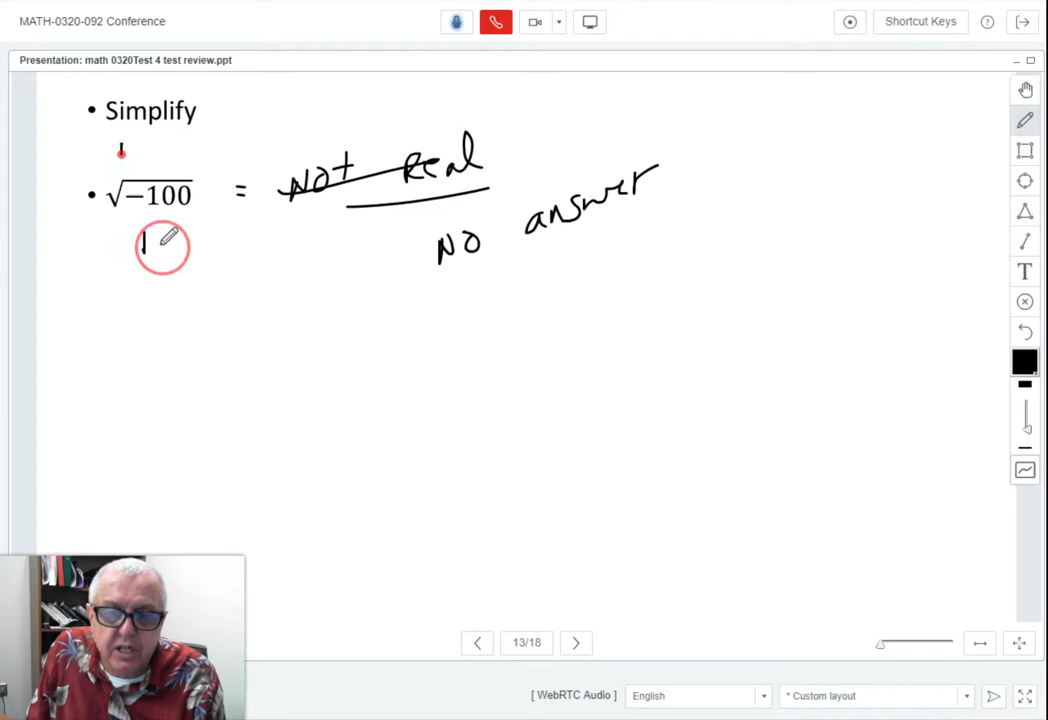 MATH-0320-092 Conference
Shortcut Keys
Presentation: math 0320Test 4 test review.ppt
• Simplify
• √−100 = Not Real
No answer
1
T
13/18
[ WebRTC Audio ] English * Custom layout